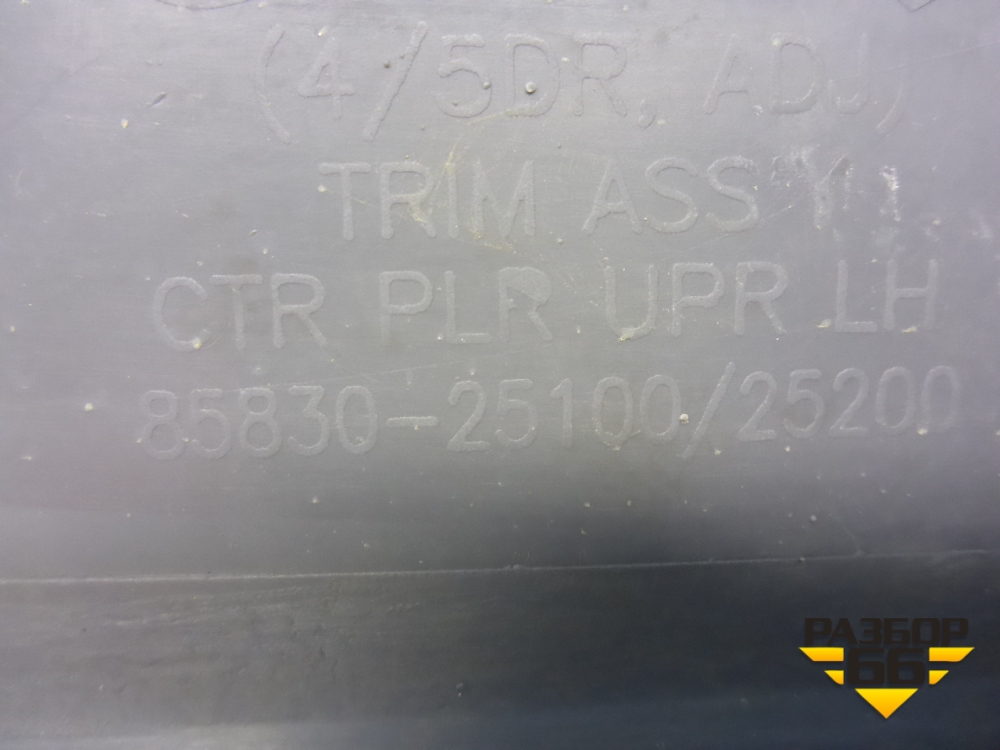 (4/5DR, ADJ)
TRIM ASS'Y
CTR PLR UPR LH
85830-25100/25200
РАЗБОР
66